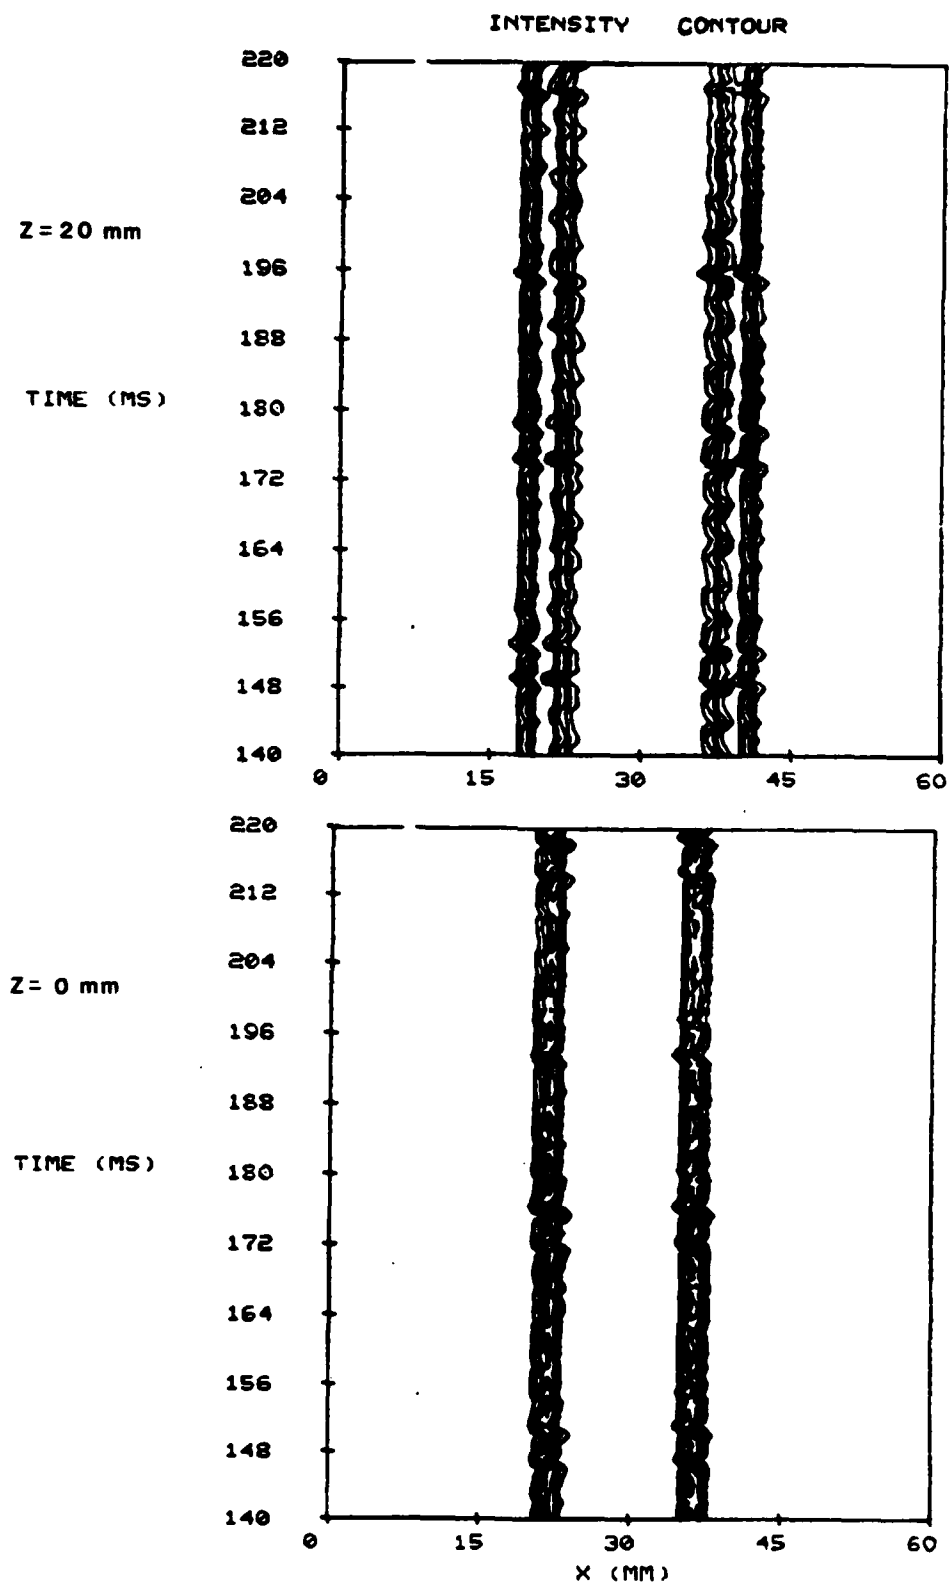 INTENSITY CONTOUR
220
212
204
Z = 20 mm
196
188
TIME (MS)
180
172
164
156
148
140
0 15 30 45 60
220
212
204
Z = 0 mm
196
188
TIME (MS)
180
172
164
156
148
140
0 15 30 45 60
X (MM)